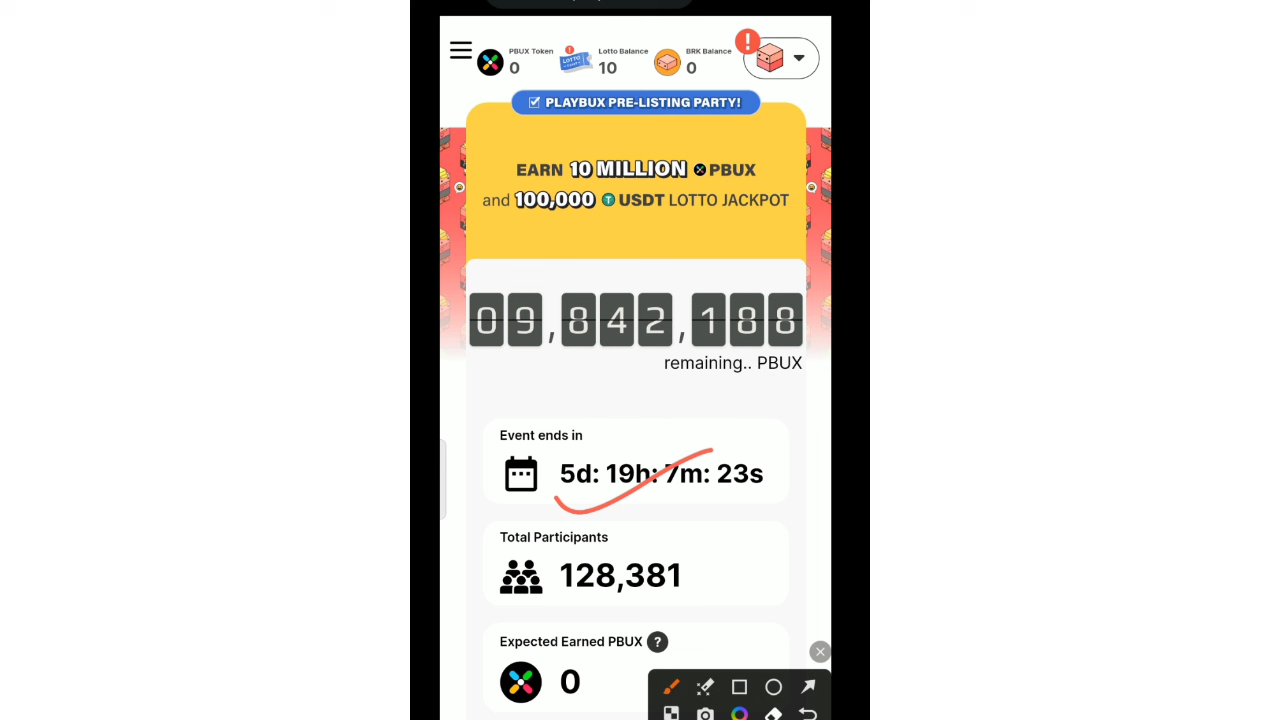 PBUX Token
0
Lotto Balance
10
BRK Balance
0
PLAYBUX PRE-LISTING PARTY!
EARN 10 MILLION PBUX
and 100,000 USDT LOTTO JACKPOT
09,842,188
remaining.. PBUX
Event ends in
5d: 19h: 7m: 23s
Total Participants
128,381
Expected Earned PBUX ?
0